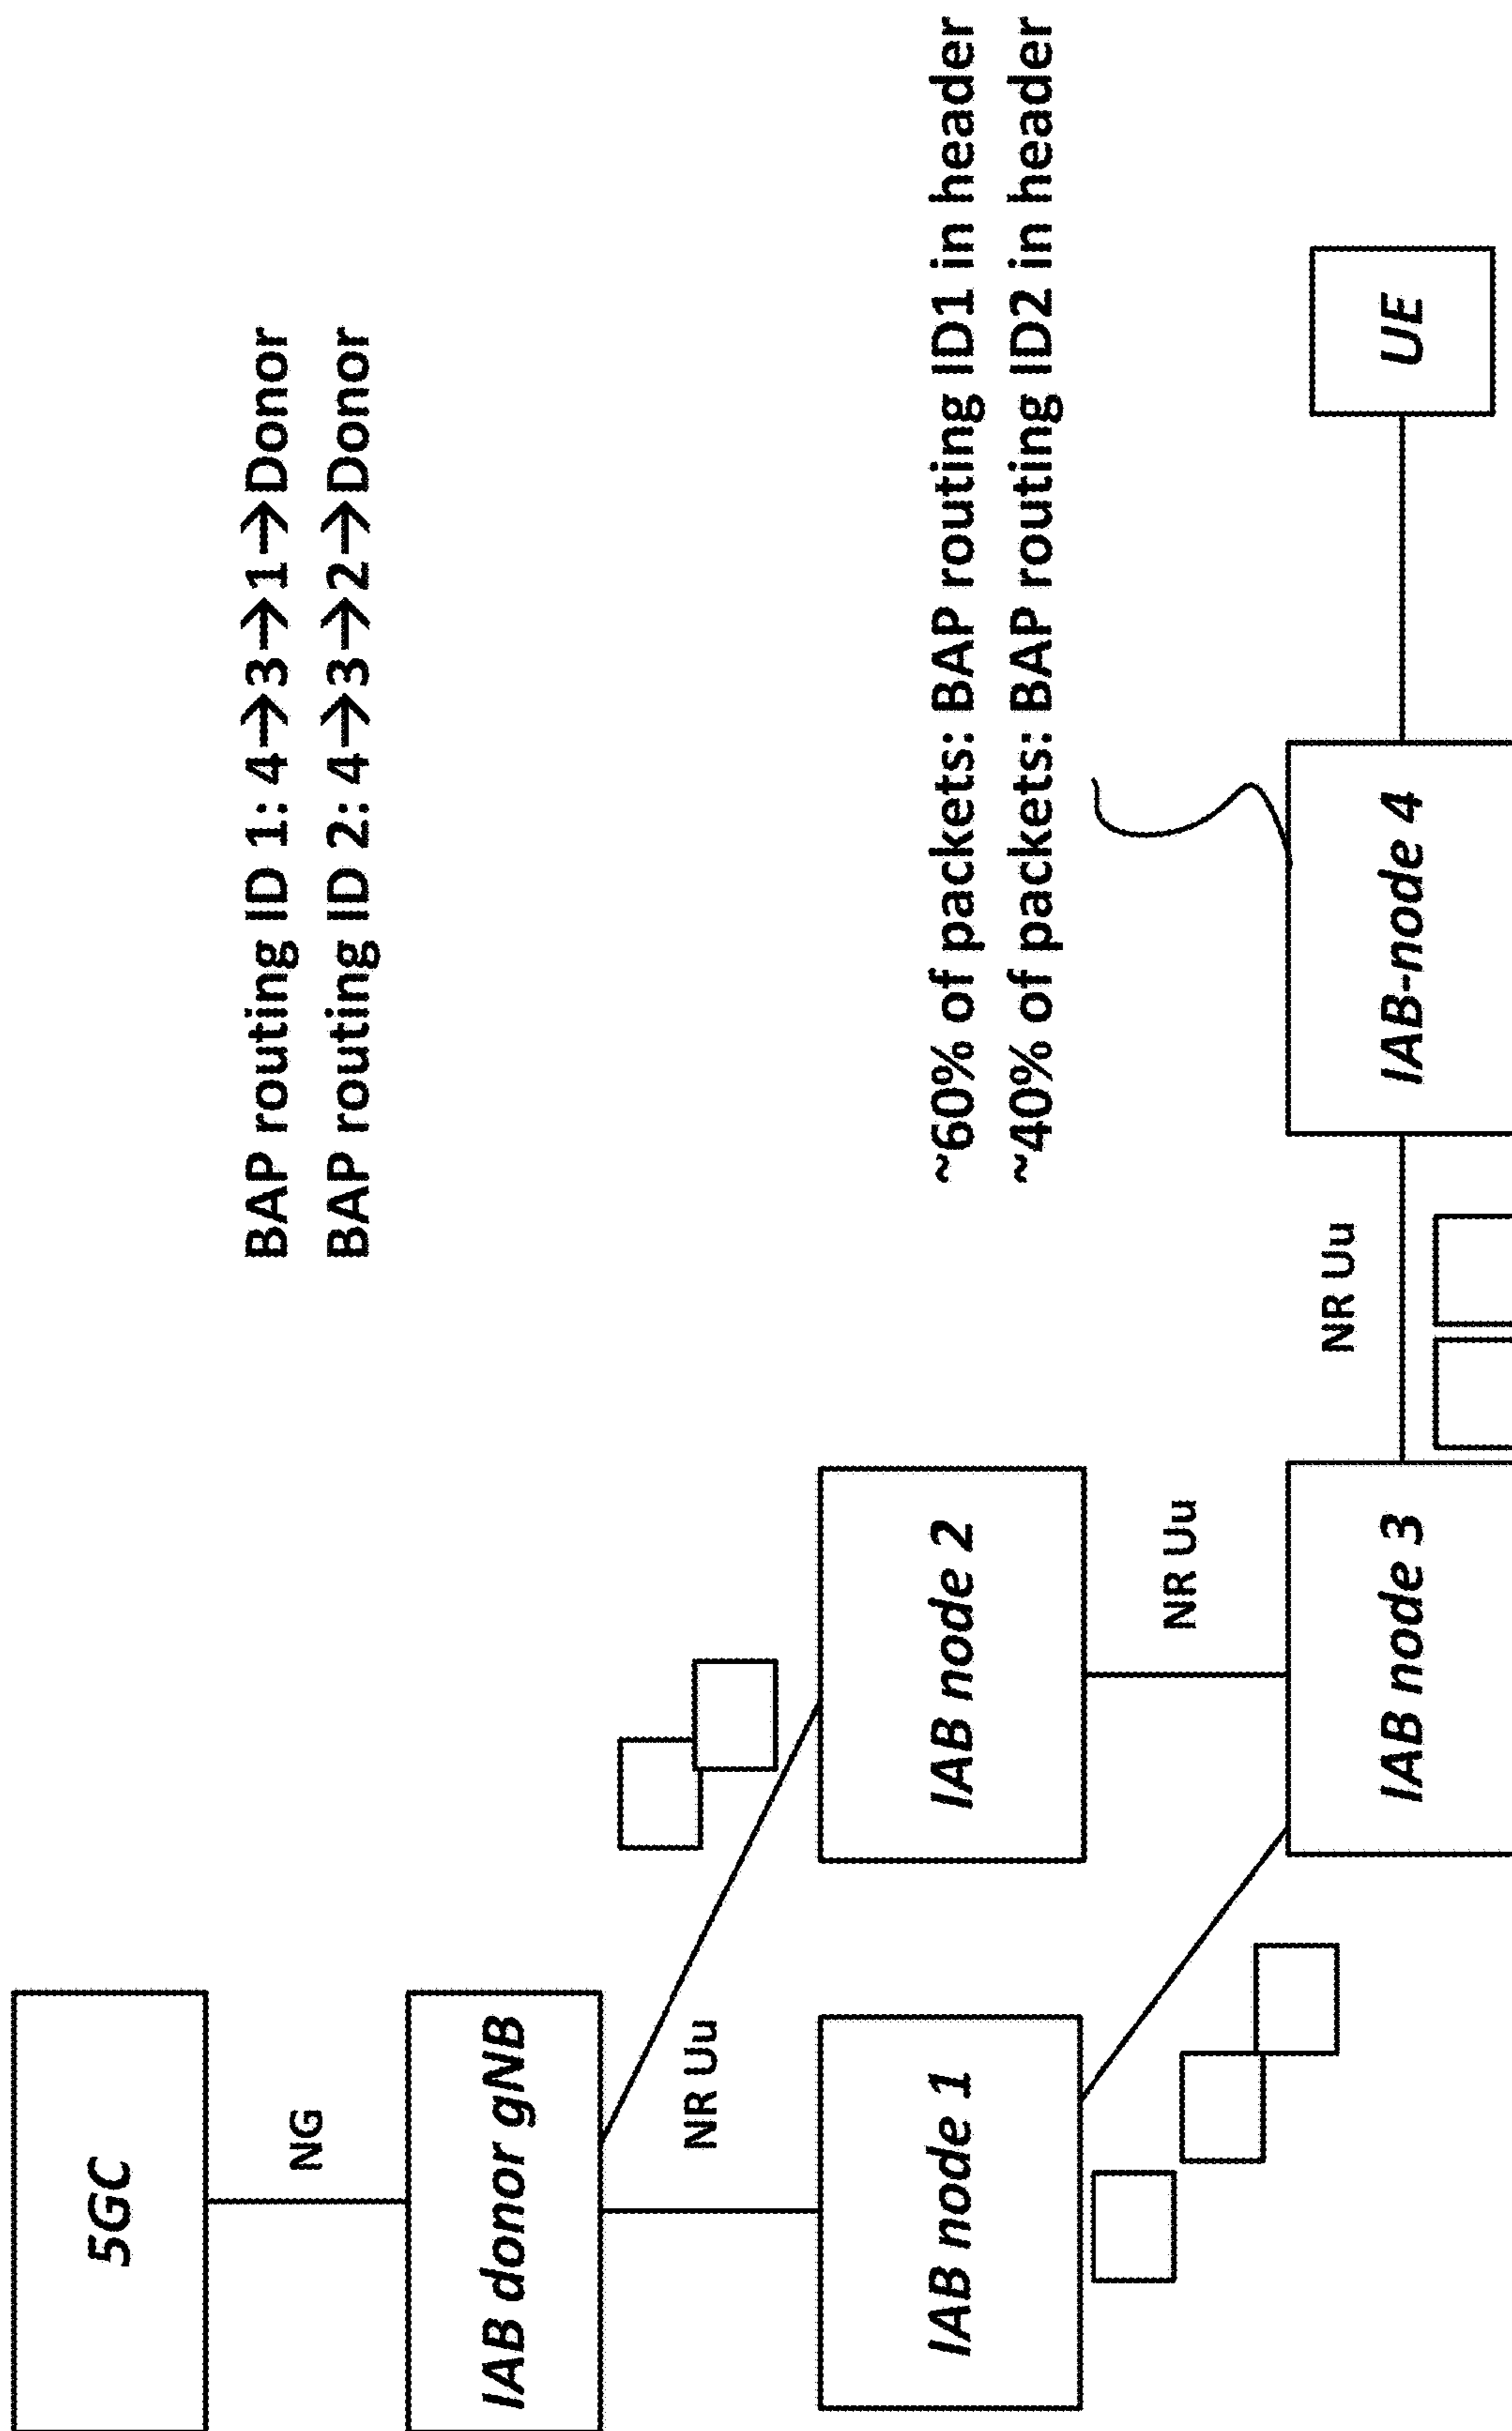 5GC
BAP routing ID 1: 4→3→1→Donor
BAP routing ID 2: 4→3→2→Donor
NG
IAB donor gNB
NR Uu
IAB node 1
IAB node 2
~60% of packets: BAP routing ID1 in header
~40% of packets: BAP routing ID2 in header
NR Uu
NR Uu
IAB node 3
IAB-node 4
UE